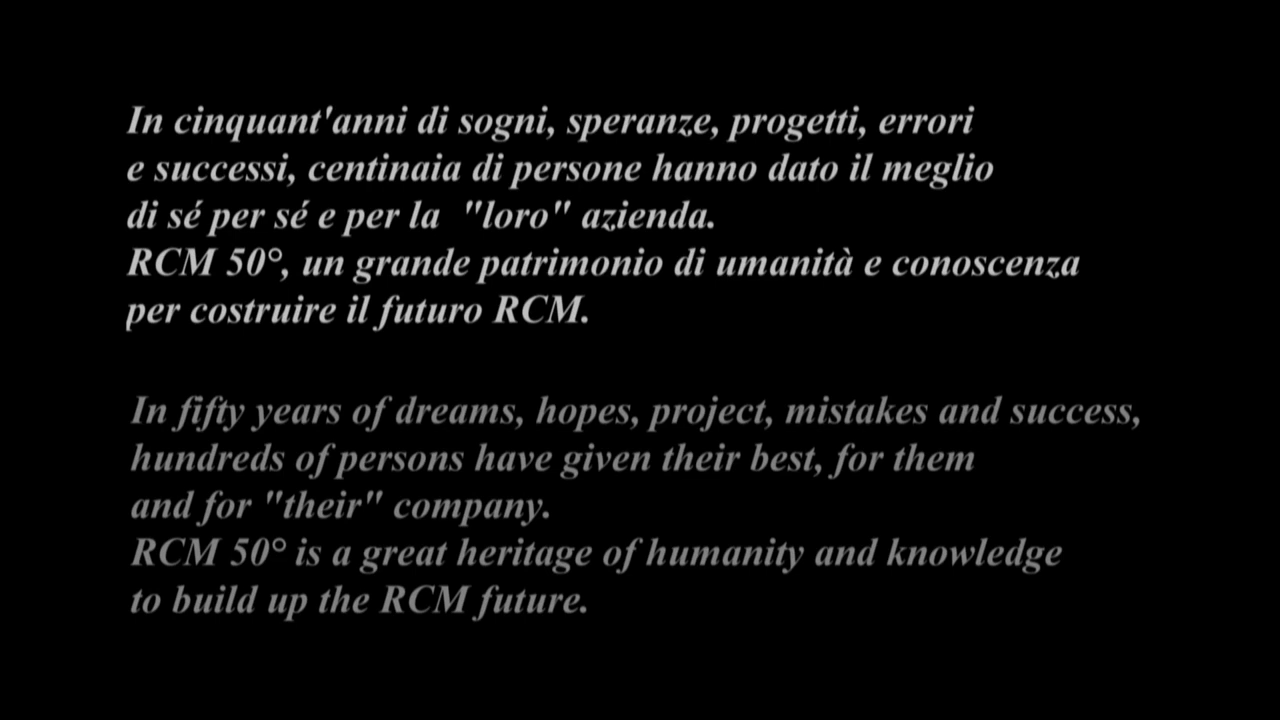 In cinquant'anni di sogni, speranze, progetti, errori
e successi, centinaia di persone hanno dato il meglio
di sé per sé e per la  "loro" azienda.
RCM 50°, un grande patrimonio di umanità e conoscenza
per costruire il futuro RCM.
In fifty years of dreams, hopes, project, mistakes and success,
hundreds of persons have given their best, for them
and for "their" company.
RCM 50° is a great heritage of humanity and knowledge
to build up the RCM future.